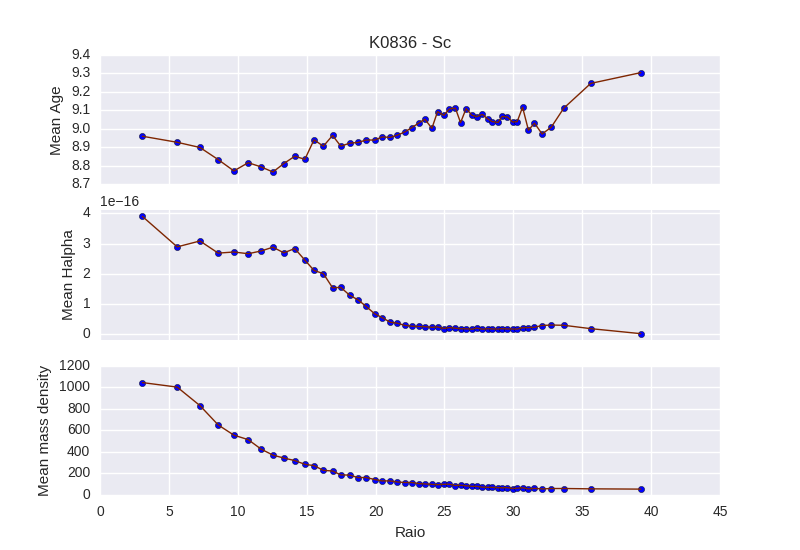 K0836 - Sc
9.4
9.3
9.2
9.1
9.0
8.9
8.8
8.7
Mean Age
1e−16
4
3
2
1
0
Mean Halpha
1200
1000
800
600
400
200
0
Mean mass density
0 5 10 15 20 25 30 35 40 45
Raio